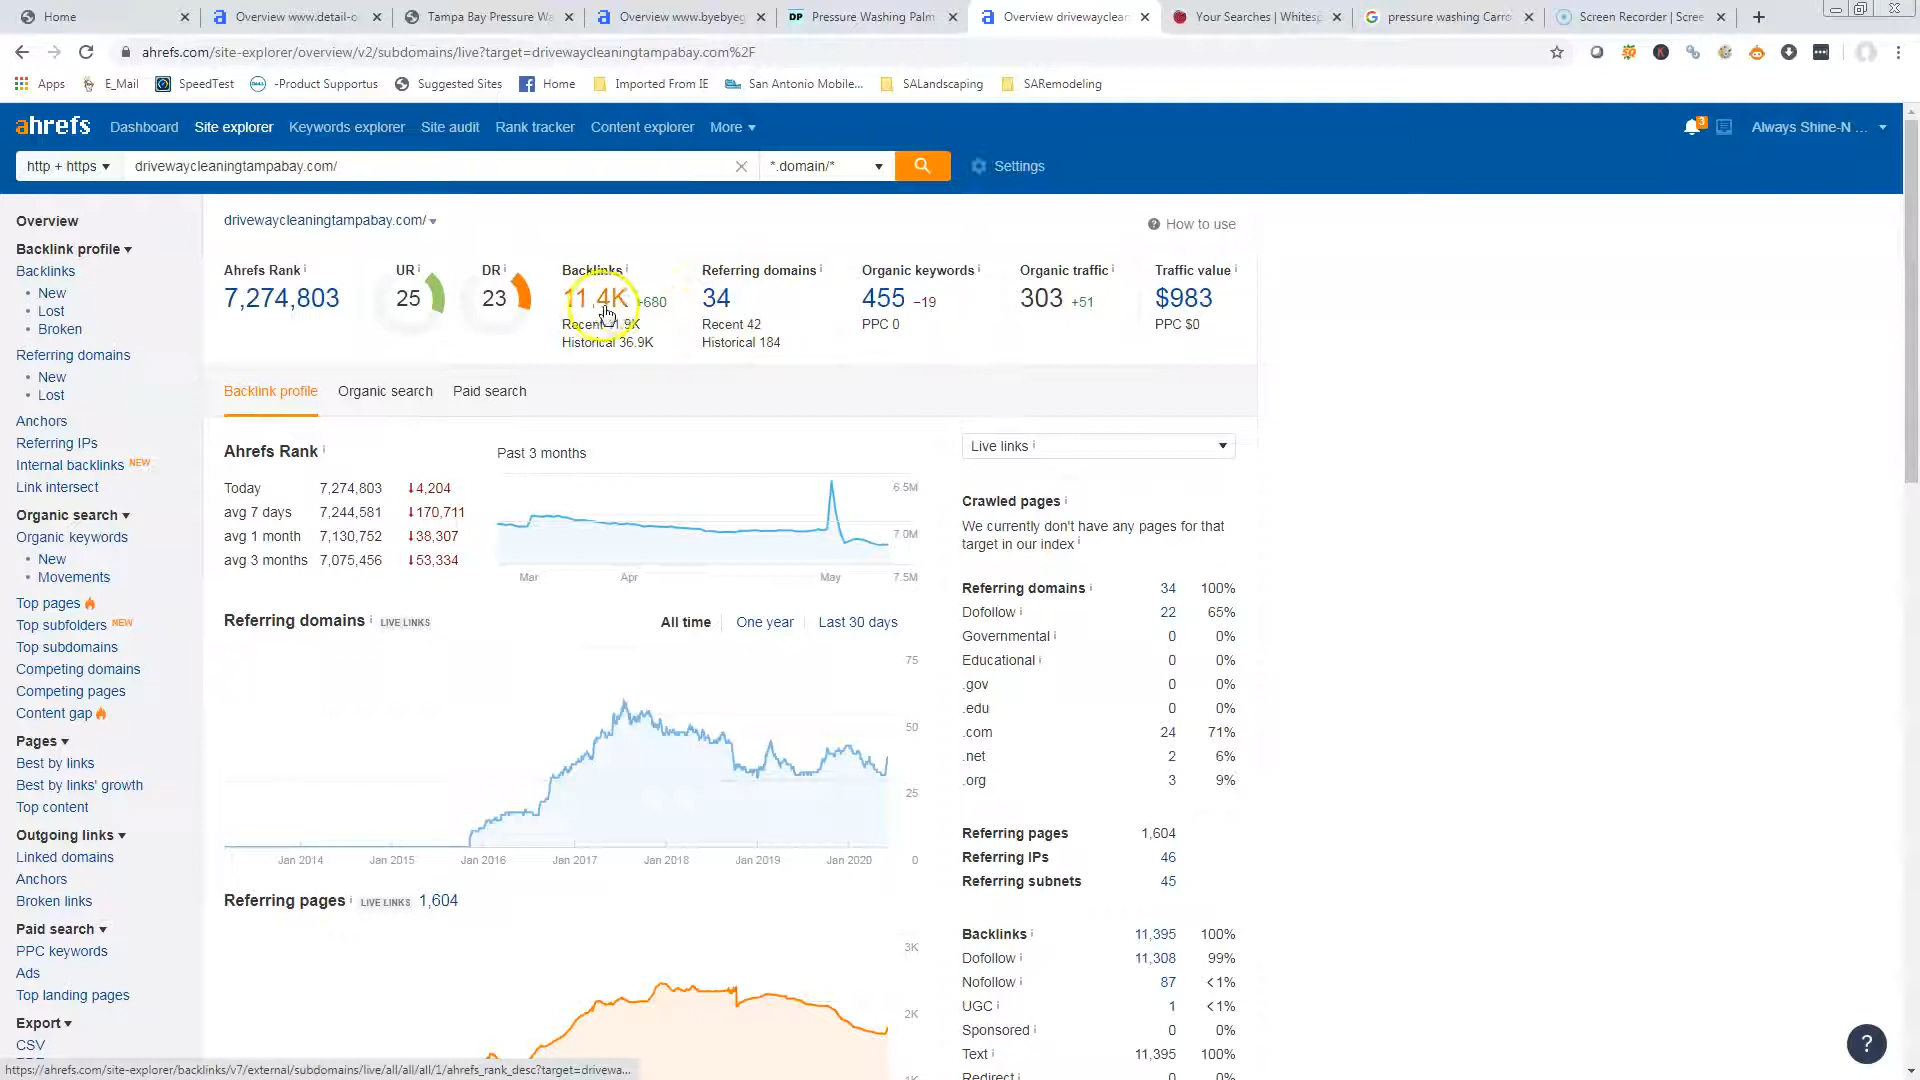 Home
Overview www.detail-o
Tampa Bay Pressure Wa
Overview www.byebyeg
DP Pressure Washing Palm
Overview drivewayclean
Your Searches | Whitesp
pressure washing Carro
Screen Recorder | Scree
ahrefs.com/site-explorer/overview/v2/subdomains/live?target=drivewaycleaningtampabay.com%2F
Apps E_Mail SpeedTest -Product Supportus Suggested Sites Home Imported From IE San Antonio Mobile... SALandscaping SARemodeling
ahrefs Dashboard Site explorer Keywords explorer Site audit Rank tracker Content explorer More 3 Always Shine-N ...
http + https drivewaycleaningtampabay.com/ *.domain/* Settings
Overview
Backlink profile
Backlinks
• New
• Lost
• Broken
Referring domains
• New
• Lost
Anchors
Referring IPs
Internal backlinks NEW
Link intersect
Organic search
Organic keywords
• New
• Movements
Top pages
Top subfolders NEW
Top subdomains
Competing domains
Competing pages
Content gap
Pages
Best by links
Best by links' growth
Top content
Outgoing links
Linked domains
Anchors
Broken links
Paid search
PPC keywords
Ads
Top landing pages
Export
CSV
drivewaycleaningtampabay.com/
? How to use
Ahrefs Rank i
7,274,803
UR i
25
DR i
23
Backlinks i
11.4K +680
Recent 11.9K
Historical 36.9K
Referring domains i
34
Recent 42
Historical 184
Organic keywords i
455 −19
PPC 0
Organic traffic i
303 +51
Traffic value i
$983
PPC $0
Backlink profile Organic search Paid search
Ahrefs Rank i
Today 7,274,803 ↓4,204
avg 7 days 7,244,581 ↓170,711
avg 1 month 7,130,752 ↓38,307
avg 3 months 7,075,456 ↓53,334
Past 3 months
6.5M
7.0M
7.5M
Mar Apr May
Referring domains i LIVE LINKS All time One year Last 30 days
75
50
25
0
Jan 2014 Jan 2015 Jan 2016 Jan 2017 Jan 2018 Jan 2019 Jan 2020
Referring pages i LIVE LINKS 1,604
3K
2K
1K
Live links i
Crawled pages i
We currently don't have any pages for that
target in our index i
Referring domains i 34 100%
Dofollow i 22 65%
Governmental i 0 0%
Educational i 0 0%
.gov 0 0%
.edu 0 0%
.com 24 71%
.net 2 6%
.org 3 9%
Referring pages 1,604
Referring IPs 46
Referring subnets 45
Backlinks i 11,395 100%
Dofollow i 11,308 99%
Nofollow i 87 <1%
UGC i 1 <1%
Sponsored i 0 0%
Text i 11,395 100%
Redirect i 0 0%
?
https://ahrefs.com/site-explorer/backlinks/v7/external/subdomains/live/all/all/all/1/ahrefs_rank_desc?target=drivewa...